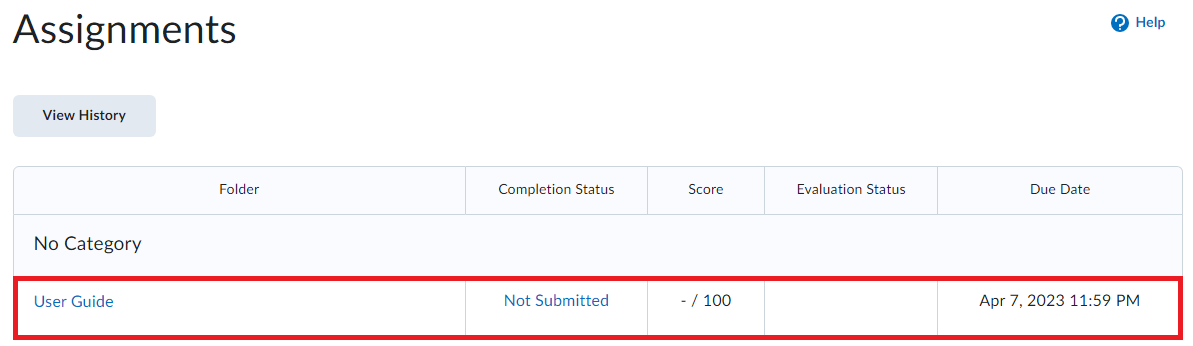 Assignments
Help
View History
Folder Completion Status Score Evaluation Status Due Date
No Category
User Guide Not Submitted - / 100 Apr 7, 2023 11:59 PM